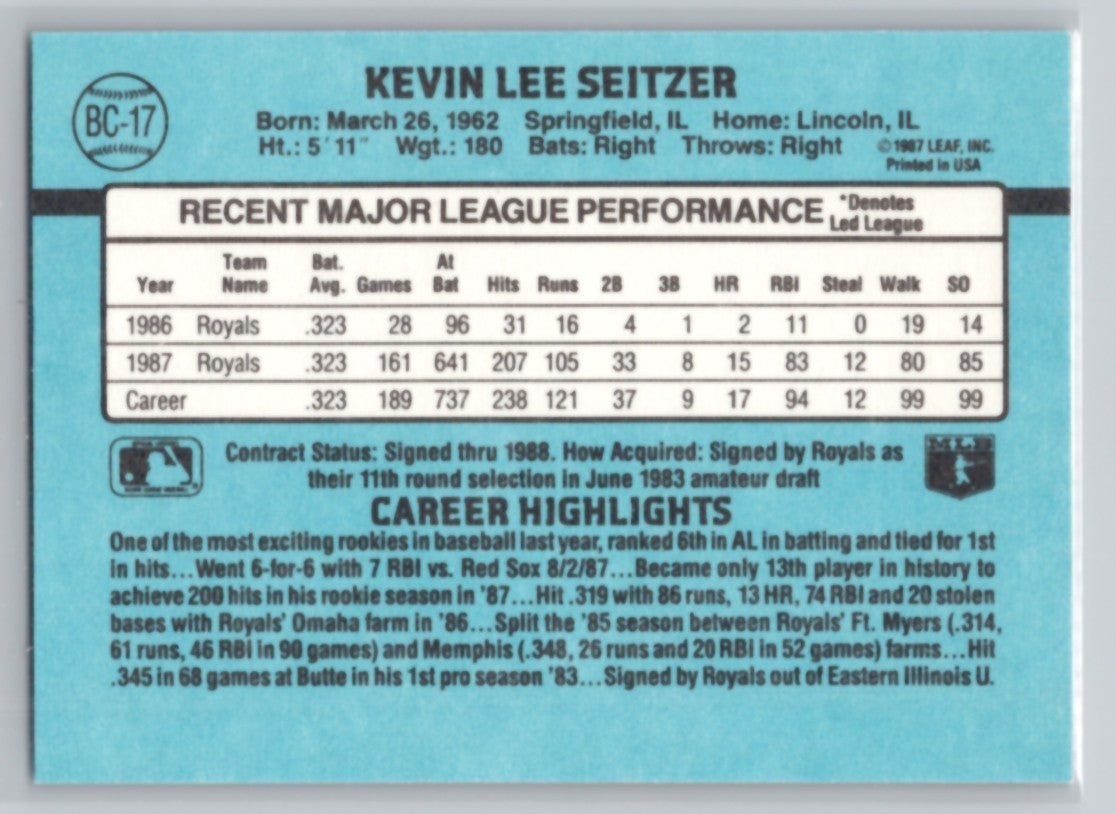 BC-17
KEVIN LEE SEITZER
Born: March 26, 1962 Springfield, IL Home: Lincoln, IL
Ht.: 5' 11" Wgt.: 180 Bats: Right Throws: Right ©1987 LEAF, INC.
Printed in USA
RECENT MAJOR LEAGUE PERFORMANCE *Denotes
Led League
Team Bat. At
Year Name Avg. Games Bat Hits Runs 2B 3B HR RBI Steal Walk SO
1986 Royals .323 28 96 31 16 4 1 2 11 0 19 14
1987 Royals .323 161 641 207 105 33 8 15 83 12 80 85
Career .323 189 737 238 121 37 9 17 94 12 99 99
Contract Status: Signed thru 1988. How Acquired: Signed by Royals as
their 11th round selection in June 1983 amateur draft
MLB
CAREER HIGHLIGHTS
One of the most exciting rookies in baseball last year, ranked 6th in AL in batting and tied for 1st
in hits...Went 6-for-6 with 7 RBI vs. Red Sox 8/2/87...Became only 13th player in history to
achieve 200 hits in his rookie season in '87...Hit .319 with 86 runs, 13 HR, 74 RBI and 20 stolen
bases with Royals' Omaha farm in '86...Split the '85 season between Royals' Ft. Myers (.314,
61 runs, 46 RBI in 90 games) and Memphis (.348, 26 runs and 20 RBI in 52 games) farms...Hit
.345 in 68 games at Butte in his 1st pro season '83...Signed by Royals out of Eastern Illinois U.